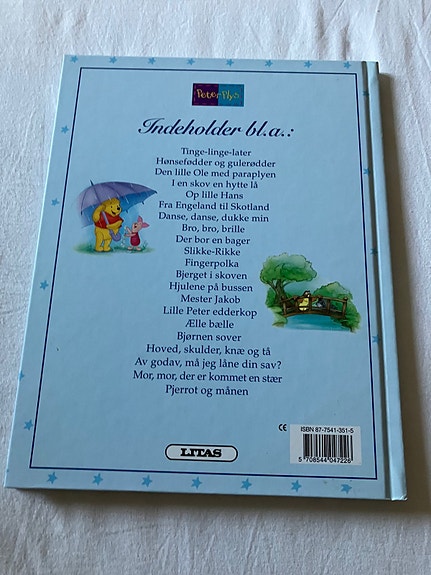 Peter Plys
Indeholder bl.a.:
Tinge-linge-later
Hønsefødder og gulerødder
Den lille Ole med paraplyen
I en skov en hytte lå
Op lille Hans
Fra Engeland til Skotland
Danse, danse, dukke min
Bro, bro, brille
Der bor en bager
Slikke-Rikke
Fingerpolka
Bjerget i skoven
Hjulene på bussen
Mester Jakob
Lille Peter edderkop
Ælle bælle
Bjørnen sover
Hoved, skulder, knæ og tå
Av godav, må jeg låne din sav?
Mor, mor, der er kommet en stær
Pjerrot og månen
CE
ISBN 87-7541-351-5
5 708544 047226
LITAS